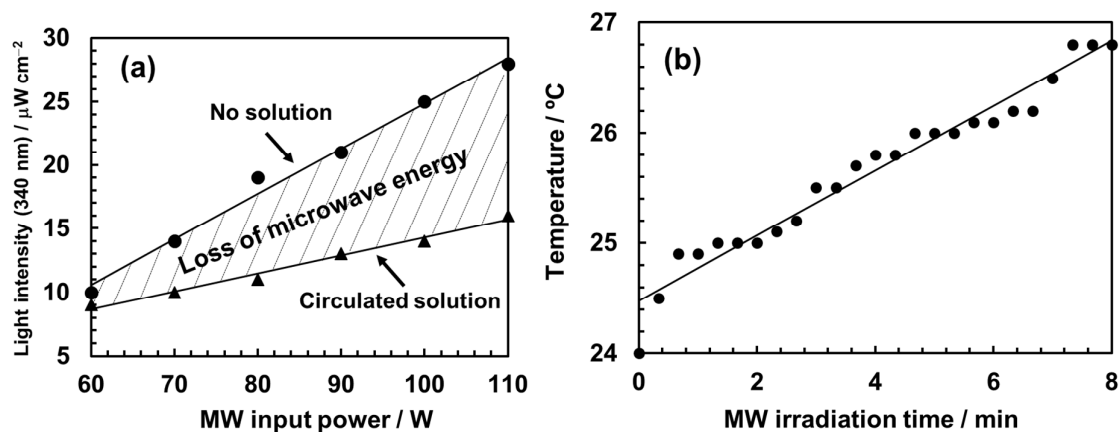 (a)
Light intensity (340 nm) / μW cm⁻²
30
25
20
15
10
5
No solution
Loss of microwave energy
Circulated solution
60 70 80 90 100 110
MW input power / W
(b)
Temperature / ºC
27
26
25
24
0 2 4 6 8
MW irradiation time / min